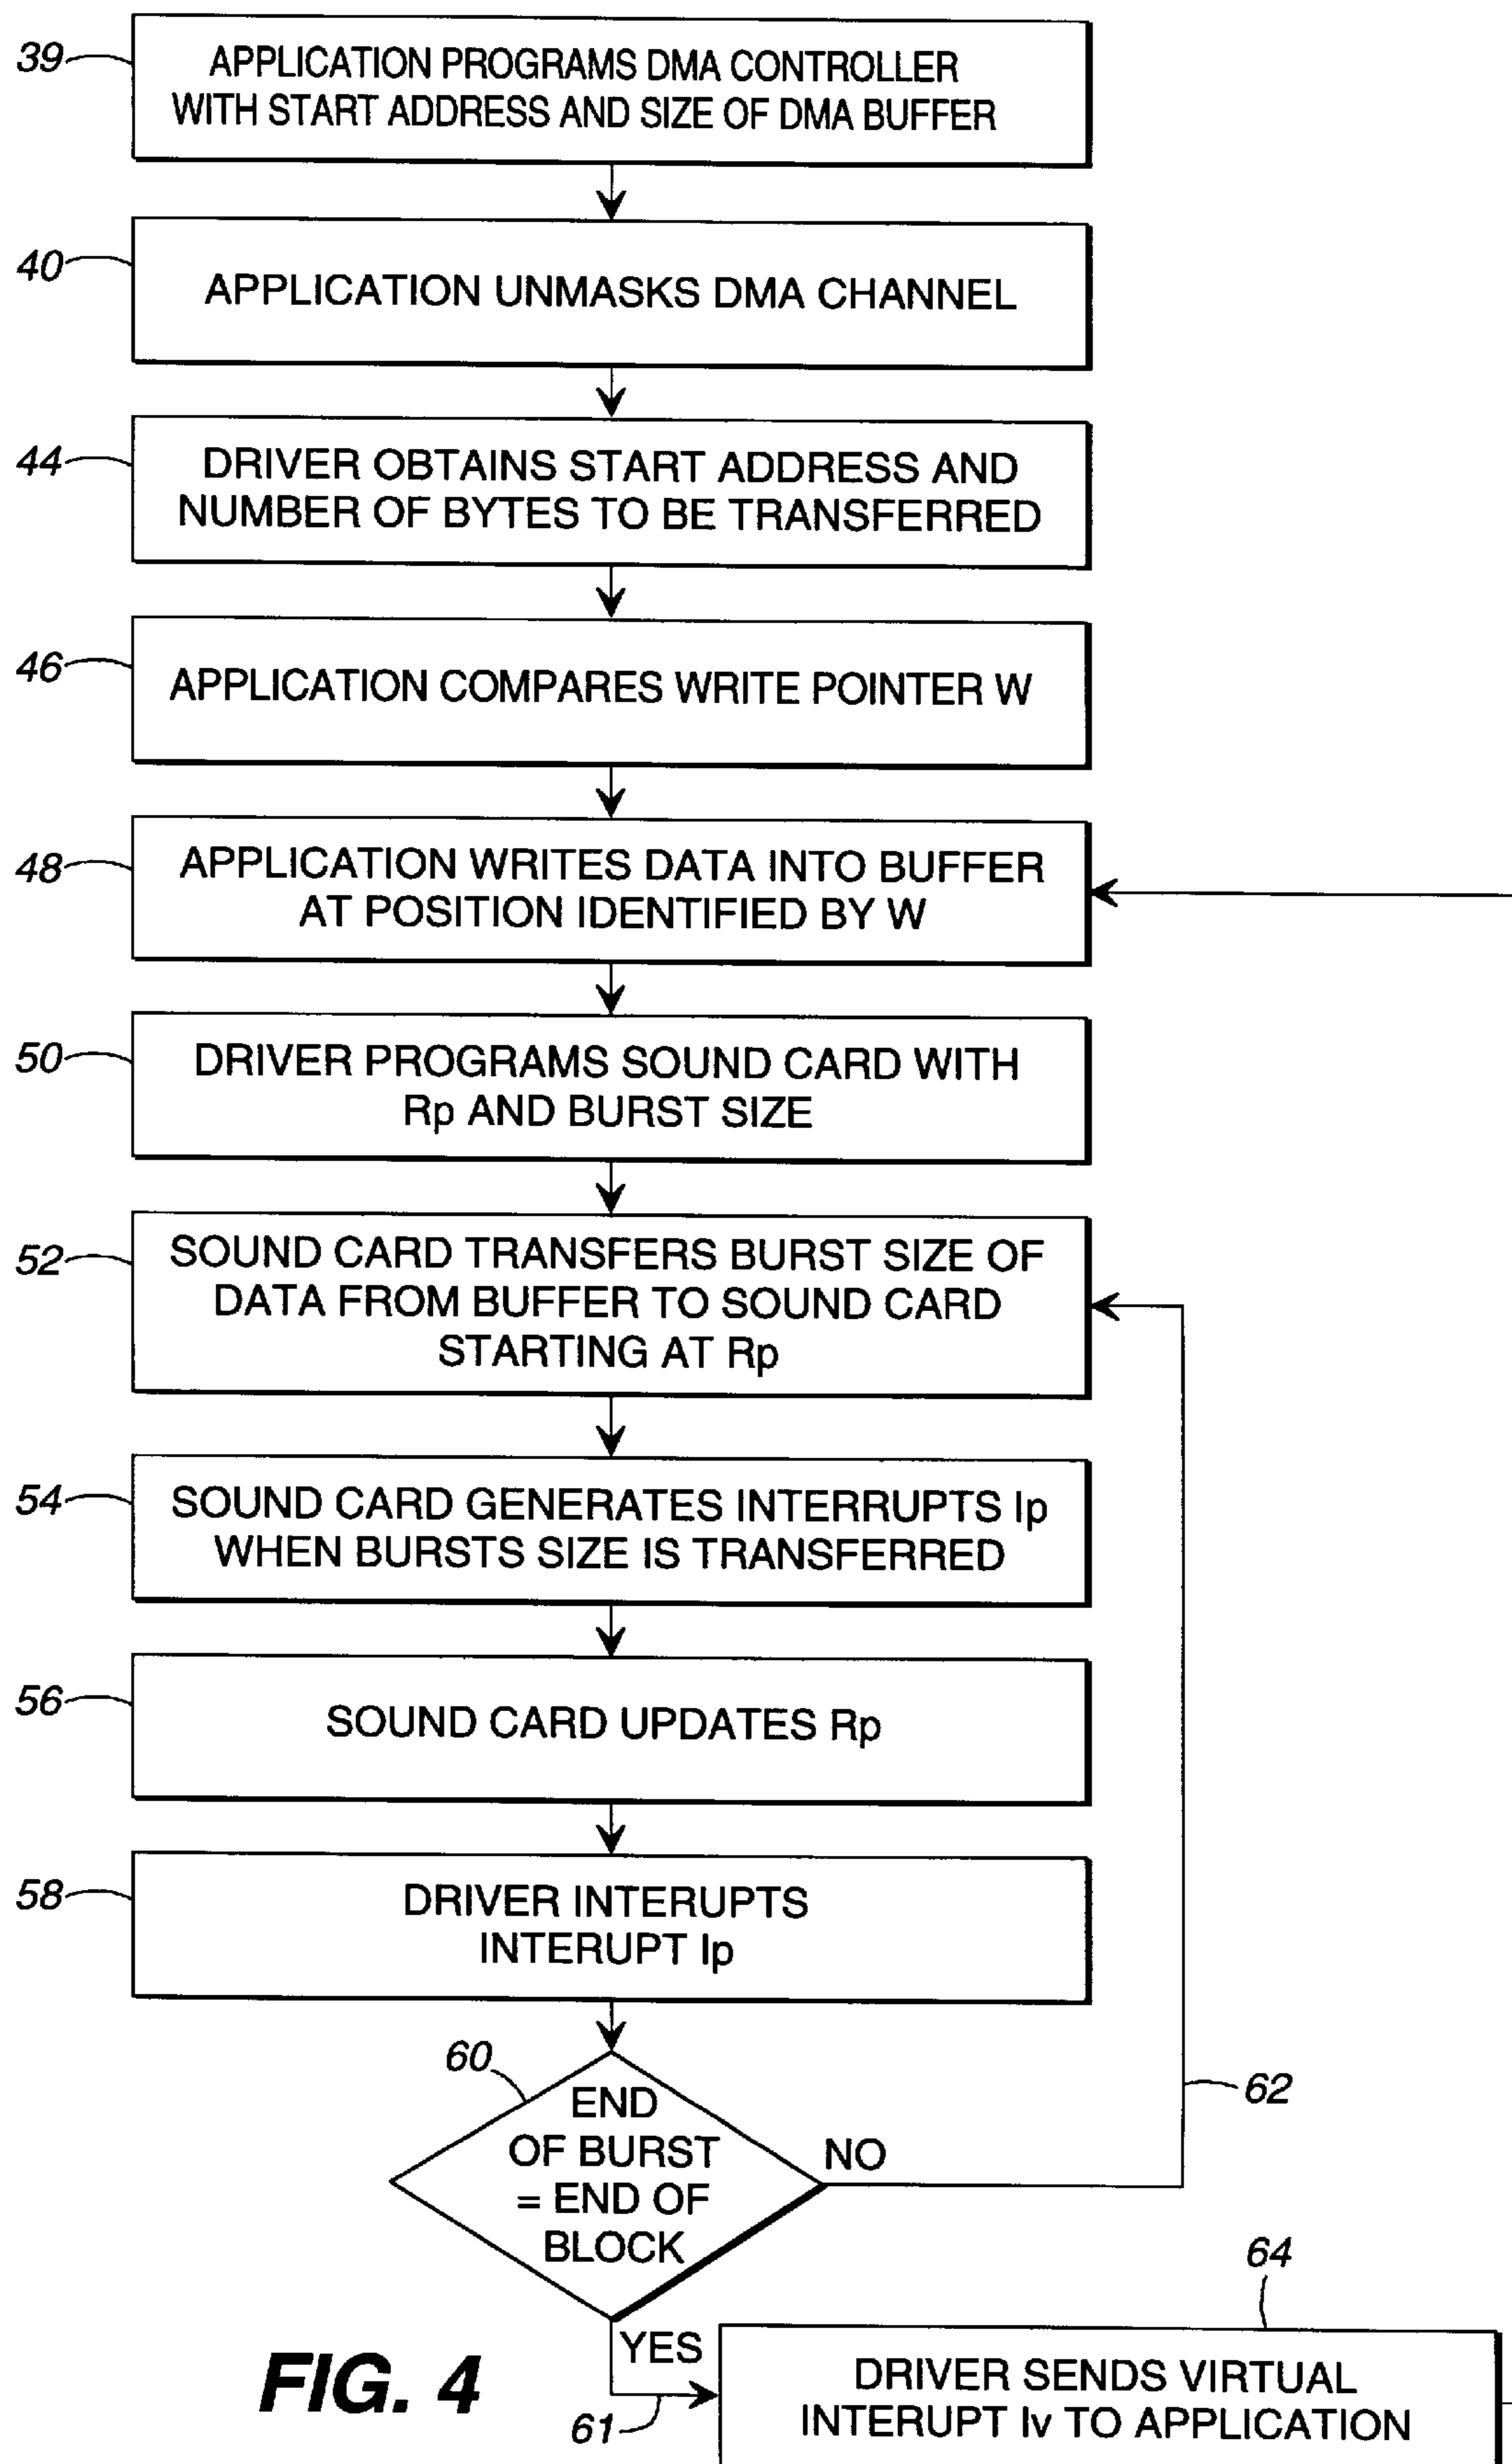 39
APPLICATION PROGRAMS DMA CONTROLLER
WITH START ADDRESS AND SIZE OF DMA BUFFER
40
APPLICATION UNMASKS DMA CHANNEL
44
DRIVER OBTAINS START ADDRESS AND
NUMBER OF BYTES TO BE TRANSFERRED
46
APPLICATION COMPARES WRITE POINTER W
48
APPLICATION WRITES DATA INTO BUFFER
AT POSITION IDENTIFIED BY W
50
DRIVER PROGRAMS SOUND CARD WITH
Rp AND BURST SIZE
52
SOUND CARD TRANSFERS BURST SIZE OF
DATA FROM BUFFER TO SOUND CARD
STARTING AT Rp
54
SOUND CARD GENERATES INTERRUPTS Ip
WHEN BURSTS SIZE IS TRANSFERRED
56
SOUND CARD UPDATES Rp
58
DRIVER INTERUPTS
INTERUPT Ip
60
END
OF BURST
= END OF
BLOCK
NO
62
YES
61
64
DRIVER SENDS VIRTUAL
INTERUPT Iv TO APPLICATION
FIG. 4